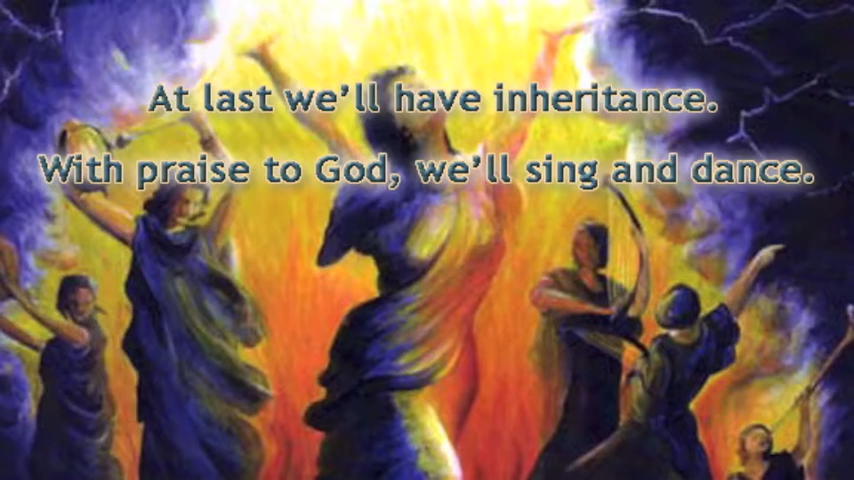 At last we’ll have inheritance.
With praise to God, we’ll sing and dance.